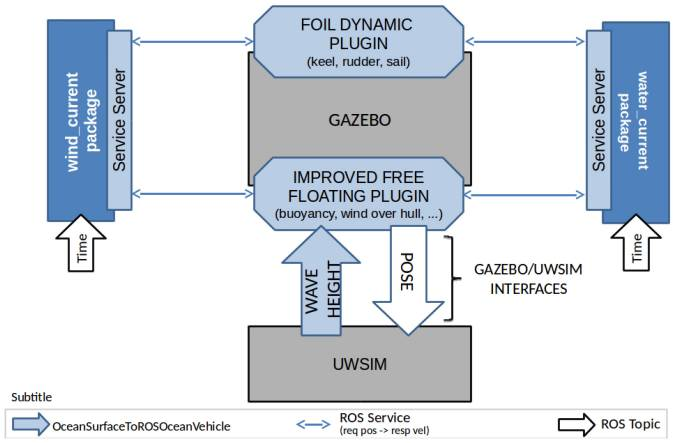 FOIL DYNAMIC
PLUGIN
(keel, rudder, sail)
wind_current
package
Service Server
GAZEBO
Service Server
water_current
package
IMPROVED FREE
FLOATING PLUGIN
(buoyancy, wind over hull, ...)
Time
WAVE
HEIGHT
POSE
GAZEBO/UWSIM
INTERFACES
Time
UWSIM
Subtitle
OceanSurfaceToROSOceanVehicle
ROS Service
(req pos -> resp vel)
ROS Topic